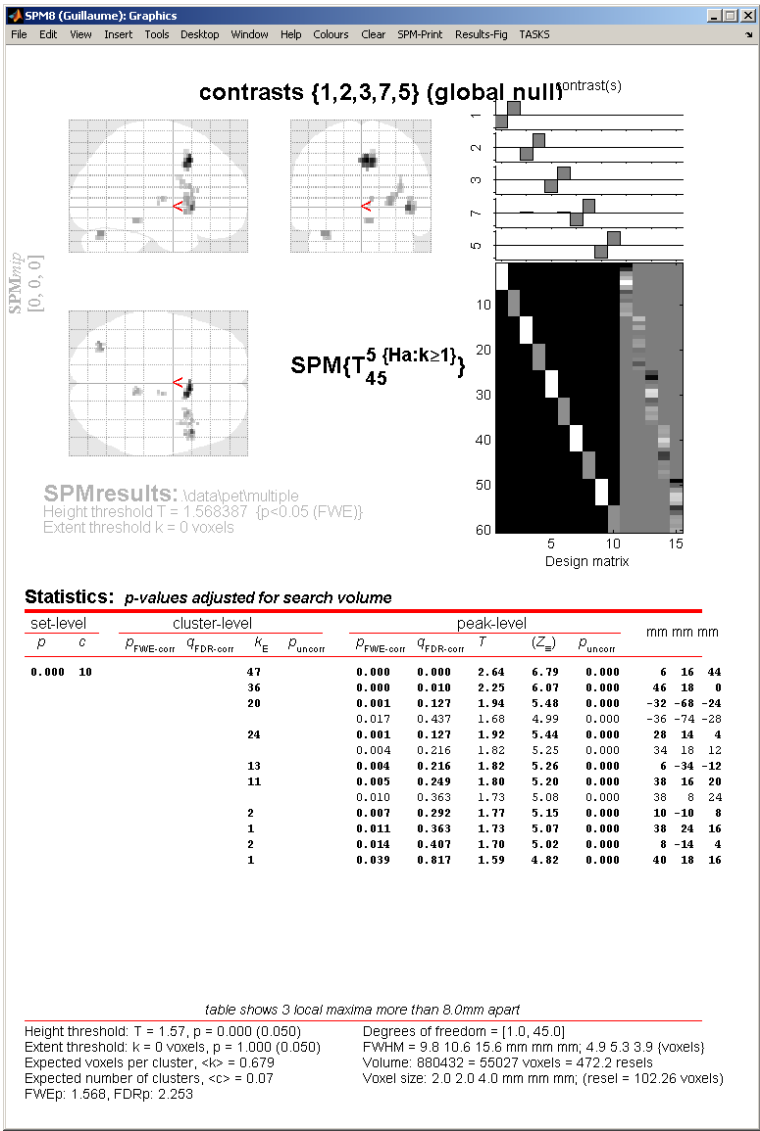 SPM8 (Guillaume): Graphics
File Edit View Insert Tools Desktop Window Help Colours Clear SPM-Print Results-Fig TASKS
contrasts {1,2,3,7,5} (global null)
contrast(s)
1
2
3
7
5
SPMmip
[0, 0, 0]
<
<
<
SPM{T45 5 {Ha:k≥1}}
10
20
30
40
50
60
5 10 15
Design matrix
SPMresults: .\data\pet\multiple
Height threshold T = 1.568387 {p<0.05 (FWE)}
Extent threshold k = 0 voxels
Statistics: p-values adjusted for search volume
set-level cluster-level peak-level mm mm mm
p c pFWE-corr qFDR-corr kE puncorr pFWE-corr qFDR-corr T (Z≡) puncorr
0.000 10 47 0.000 0.000 2.64 6.79 0.000 6 16 44
36 0.000 0.010 2.25 6.07 0.000 46 18 0
20 0.001 0.127 1.94 5.48 0.000 -32 -68 -24
0.017 0.437 1.68 4.99 0.000 -36 -74 -28
24 0.001 0.127 1.92 5.44 0.000 28 14 4
0.004 0.216 1.82 5.25 0.000 34 18 12
13 0.004 0.216 1.82 5.26 0.000 6 -34 -12
11 0.005 0.249 1.80 5.20 0.000 38 16 20
0.010 0.363 1.73 5.08 0.000 38 8 24
2 0.007 0.292 1.77 5.15 0.000 10 -10 8
1 0.011 0.363 1.73 5.07 0.000 38 24 16
2 0.014 0.407 1.70 5.02 0.000 8 -14 4
1 0.039 0.817 1.59 4.82 0.000 40 18 16
table shows 3 local maxima more than 8.0mm apart
Height threshold: T = 1.57, p = 0.000 (0.050)
Extent threshold: k = 0 voxels, p = 1.000 (0.050)
Expected voxels per cluster, <k> = 0.679
Expected number of clusters, <c> = 0.07
FWEp: 1.568, FDRp: 2.253
Degrees of freedom = [1.0, 45.0]
FWHM = 9.8 10.6 15.6 mm mm mm; 4.9 5.3 3.9 {voxels}
Volume: 880432 = 55027 voxels = 472.2 resels
Voxel size: 2.0 2.0 4.0 mm mm mm; (resel = 102.26 voxels)